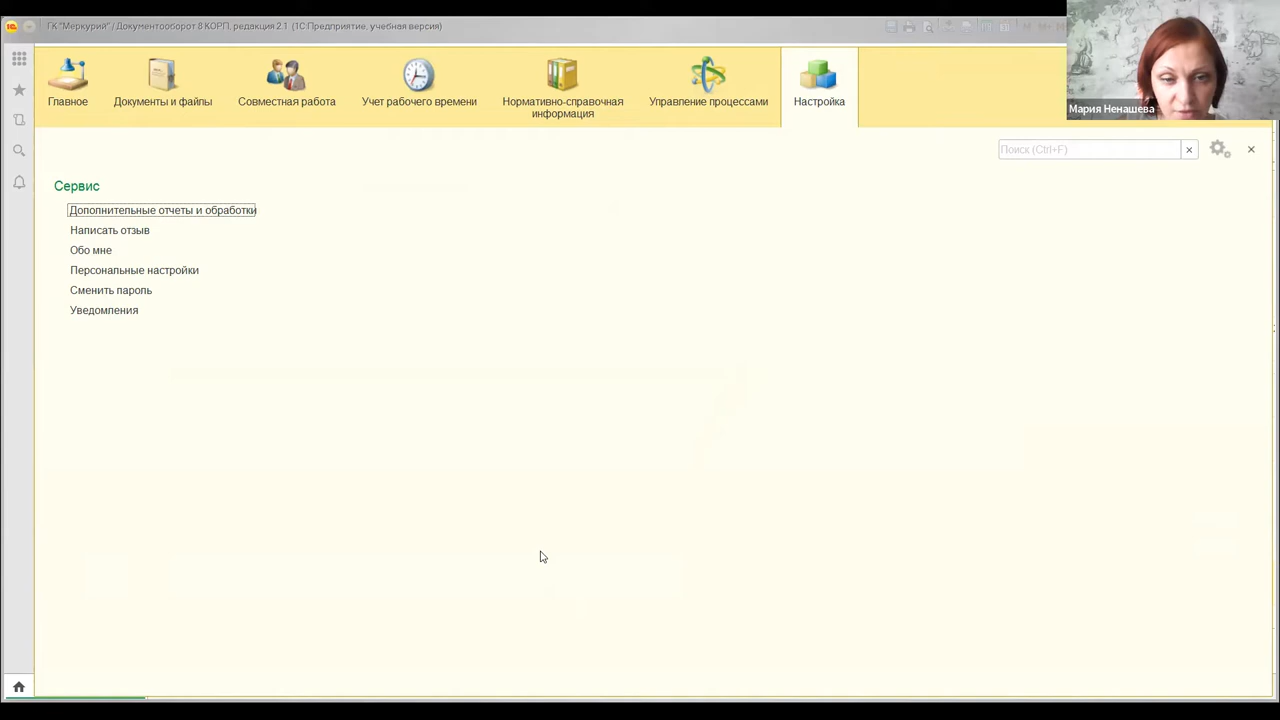 ГК "Меркурий" / Документооборот 8 КОРП, редакция 2.1 (1С:Предприятие, учебная версия)
Главное
Документы и файлы
Совместная работа
Учет рабочего времени
Нормативно-справочная
информация
Управление процессами
Настройка
Мария Ненашева
Поиск (Ctrl+F)
Сервис
Дополнительные отчеты и обработки
Написать отзыв
Обо мне
Персональные настройки
Сменить пароль
Уведомления